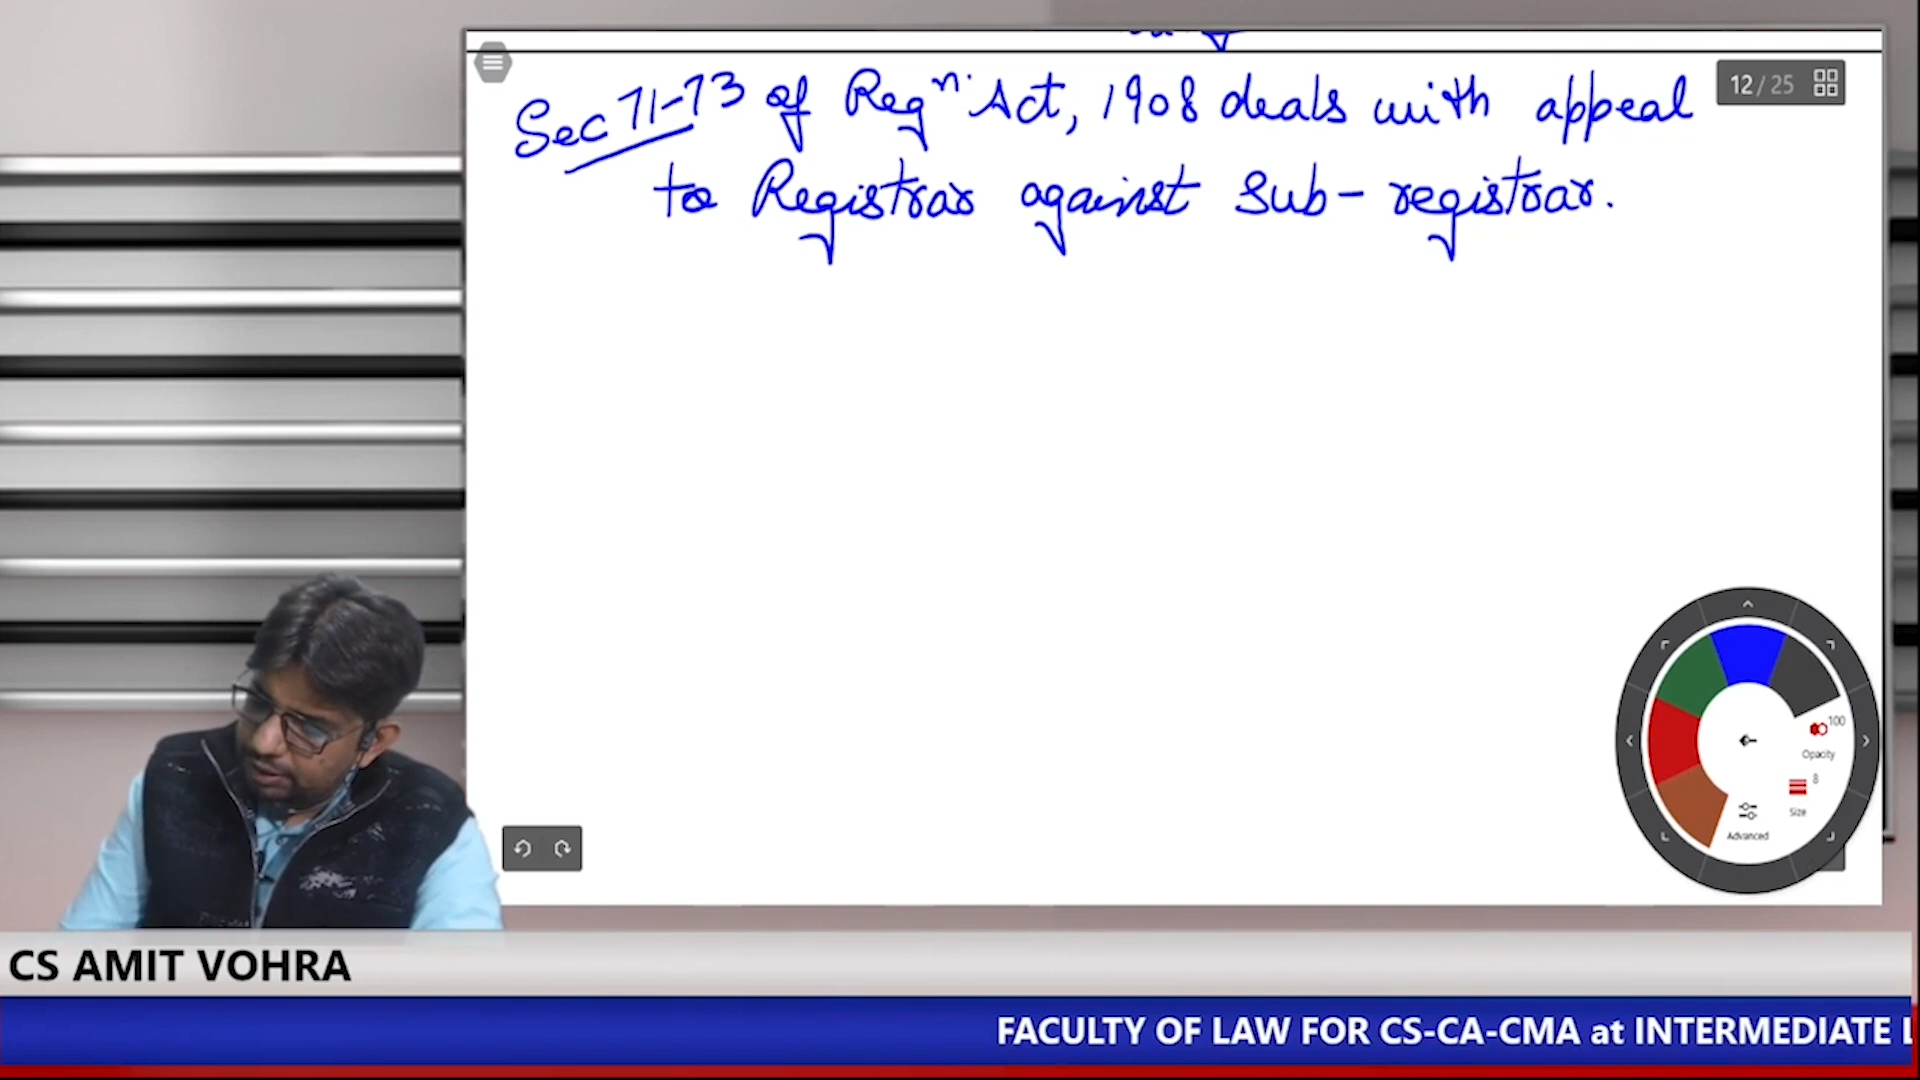 Sec 71-73 of Regn. Act, 1908 deals with appeal
to Registrar against Sub-registrar.
12 / 25
100
Opacity
8
Size
Advanced
CS AMIT VOHRA
FACULTY OF LAW FOR CS-CA-CMA at INTERMEDIATE L